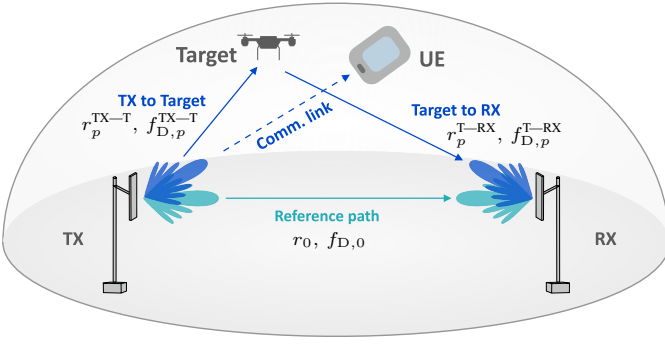 Target
UE
TX to Target
r_p^{TX—T}, f_{D,p}^{TX—T}
Comm. link
Target to RX
r_p^{T—RX}, f_{D,p}^{T—RX}
Reference path
r_0, f_{D,0}
TX
RX